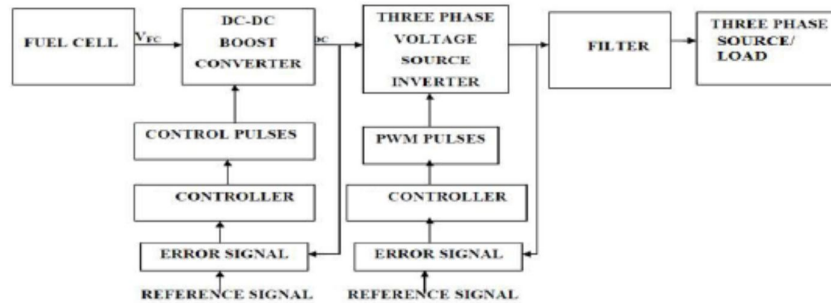 FUEL CELL
V_FC
DC-DC
BOOST
CONVERTER
DC
THREE PHASE
VOLTAGE
SOURCE
INVERTER
FILTER
THREE PHASE
SOURCE/
LOAD
CONTROL PULSES
PWM PULSES
CONTROLLER
CONTROLLER
ERROR SIGNAL
ERROR SIGNAL
REFERENCE SIGNAL
REFERENCE SIGNAL